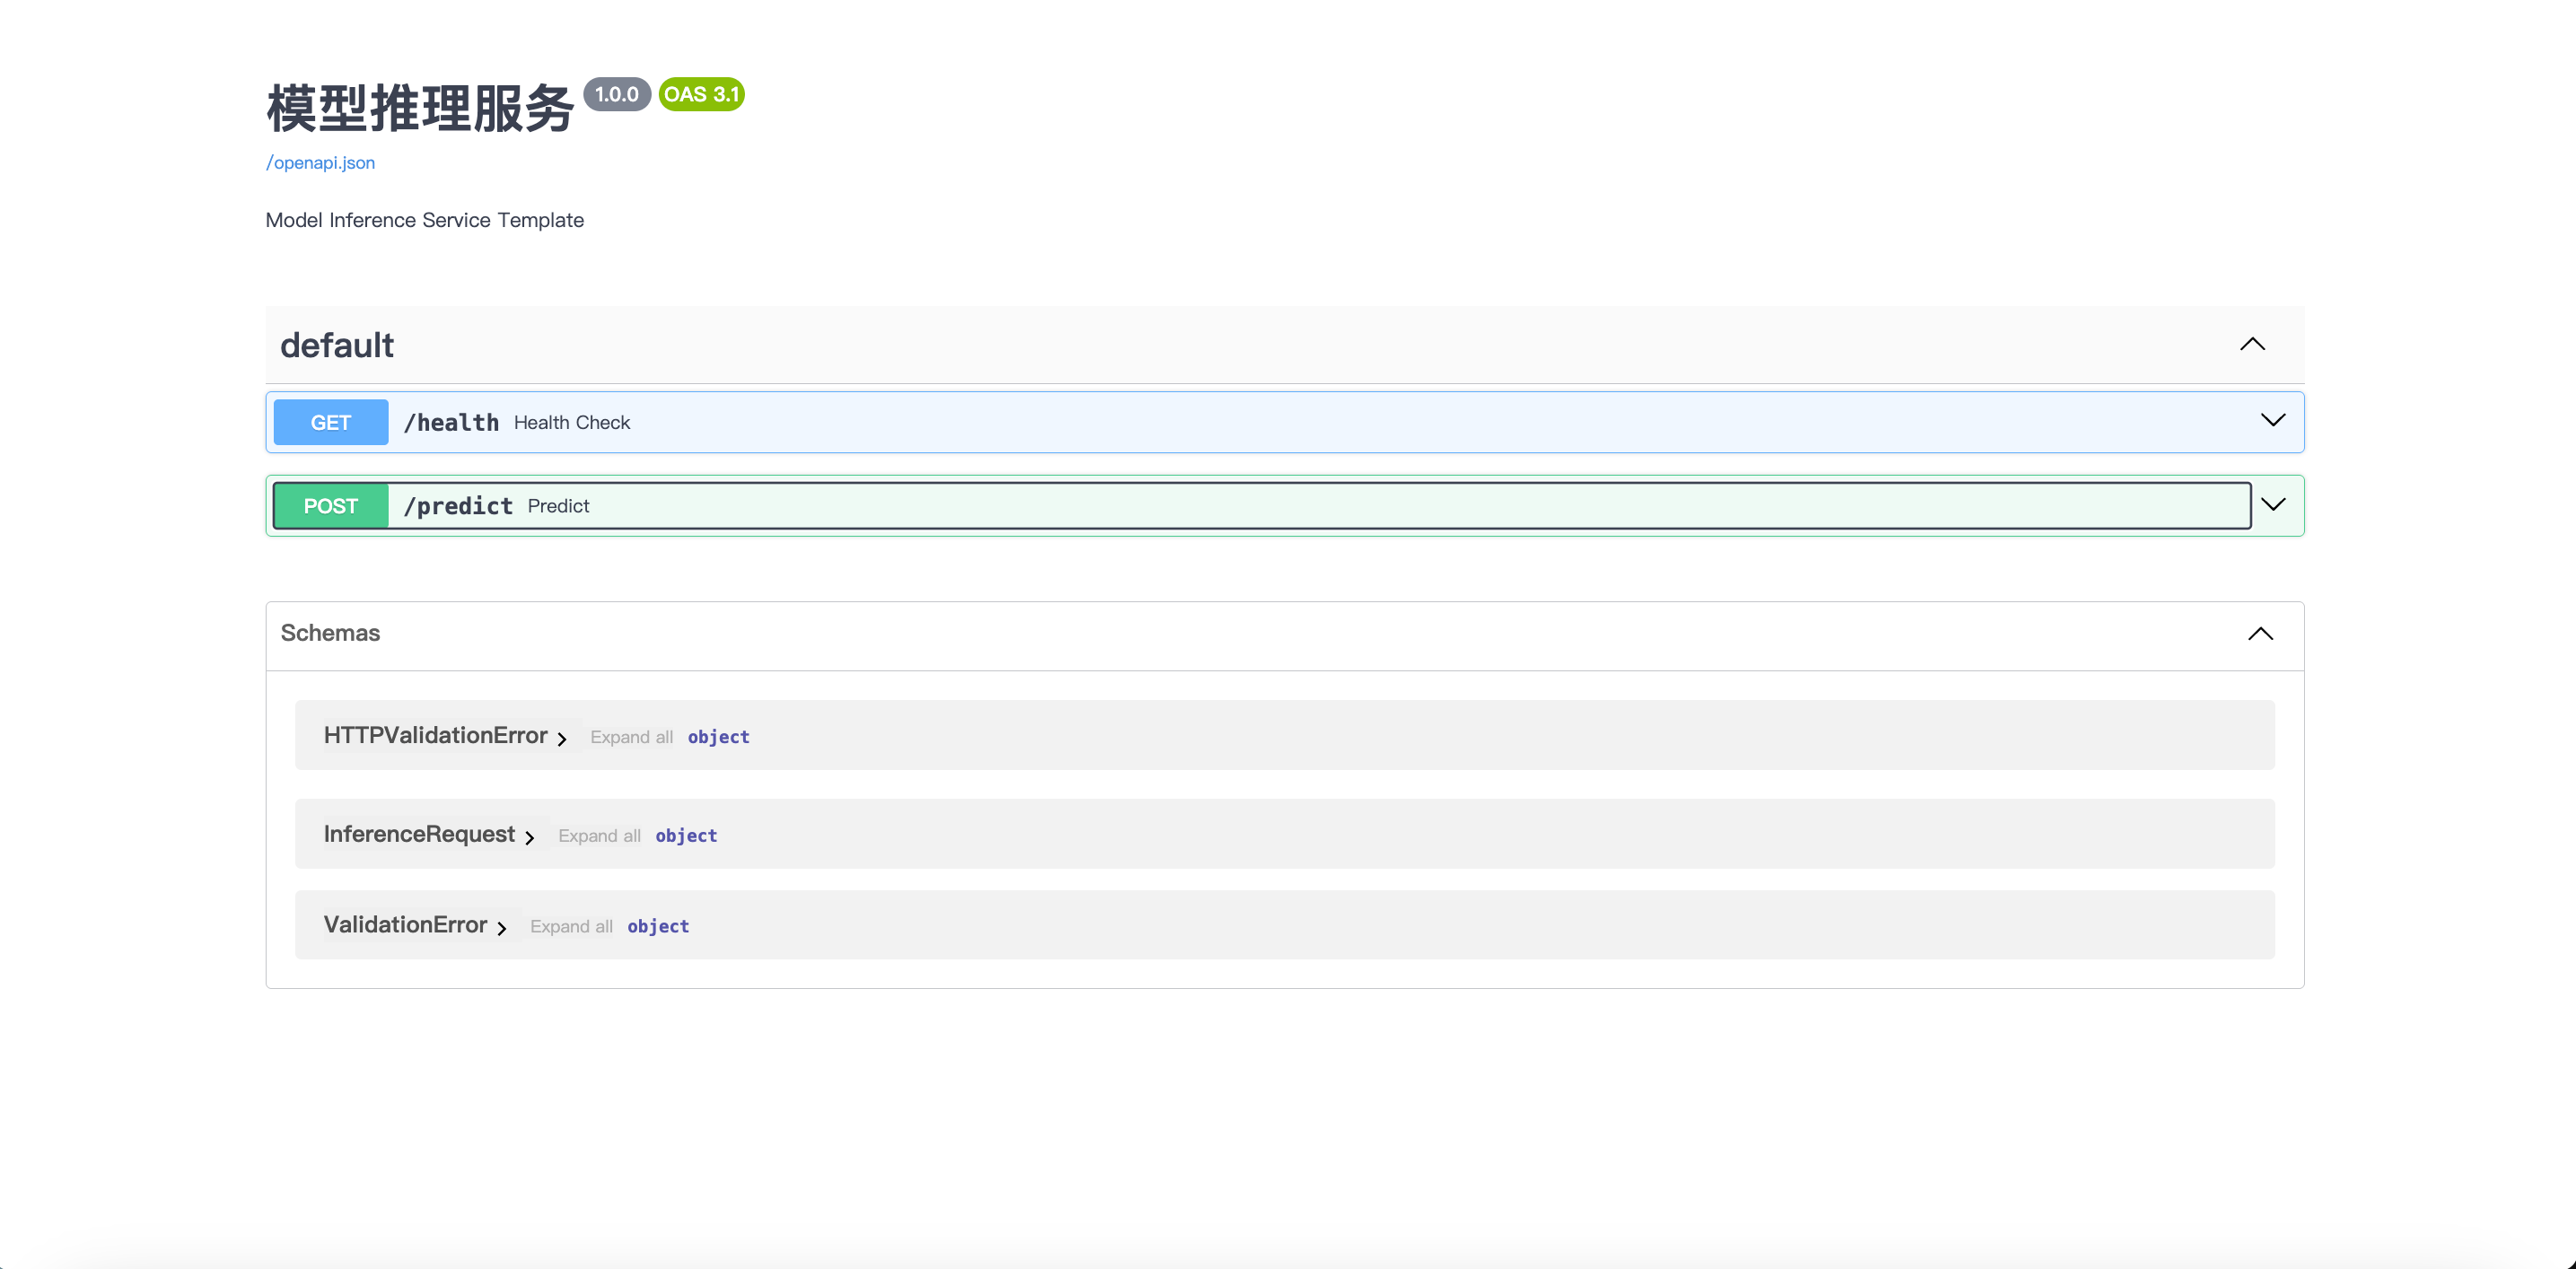 模型推理服务 1.0.0 OAS 3.1
/openapi.json
Model Inference Service Template
default
GET /health Health Check
POST /predict Predict
Schemas
HTTPValidationError Expand all object
InferenceRequest Expand all object
ValidationError Expand all object